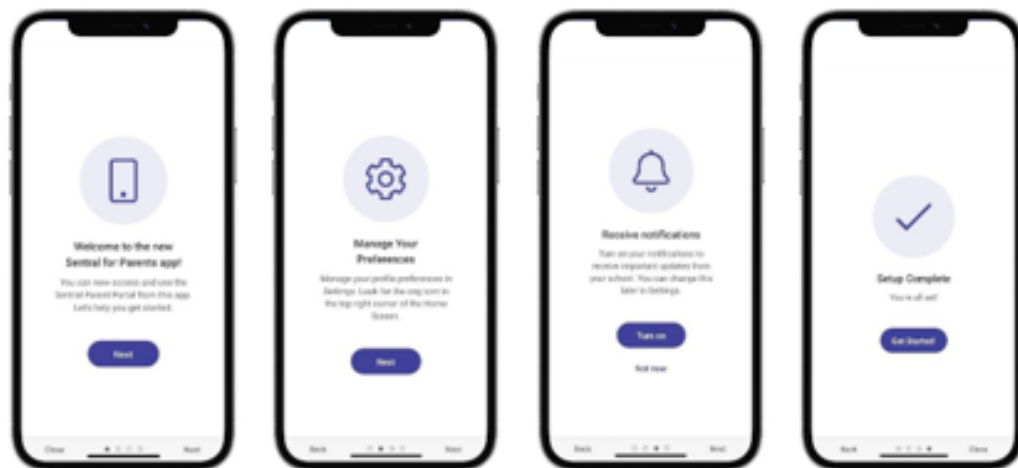 Welcome to the new
Sentral for Parents app!
You can now access and use the
Sentral Parent Portal from this app.
Let's help you get started.
Next
Close
Next
Manage Your
Preferences
Manage your profile preferences in
Settings. Look for the cog icon in
the top right corner of the Home
Screen.
Next
Back
Next
Receive notifications
Turn on your notifications to
receive important updates from
your school. You can change this
later in Settings.
Turn on
Not now
Back
Next
Setup Complete
You're all set!
Get Started
Back
Close